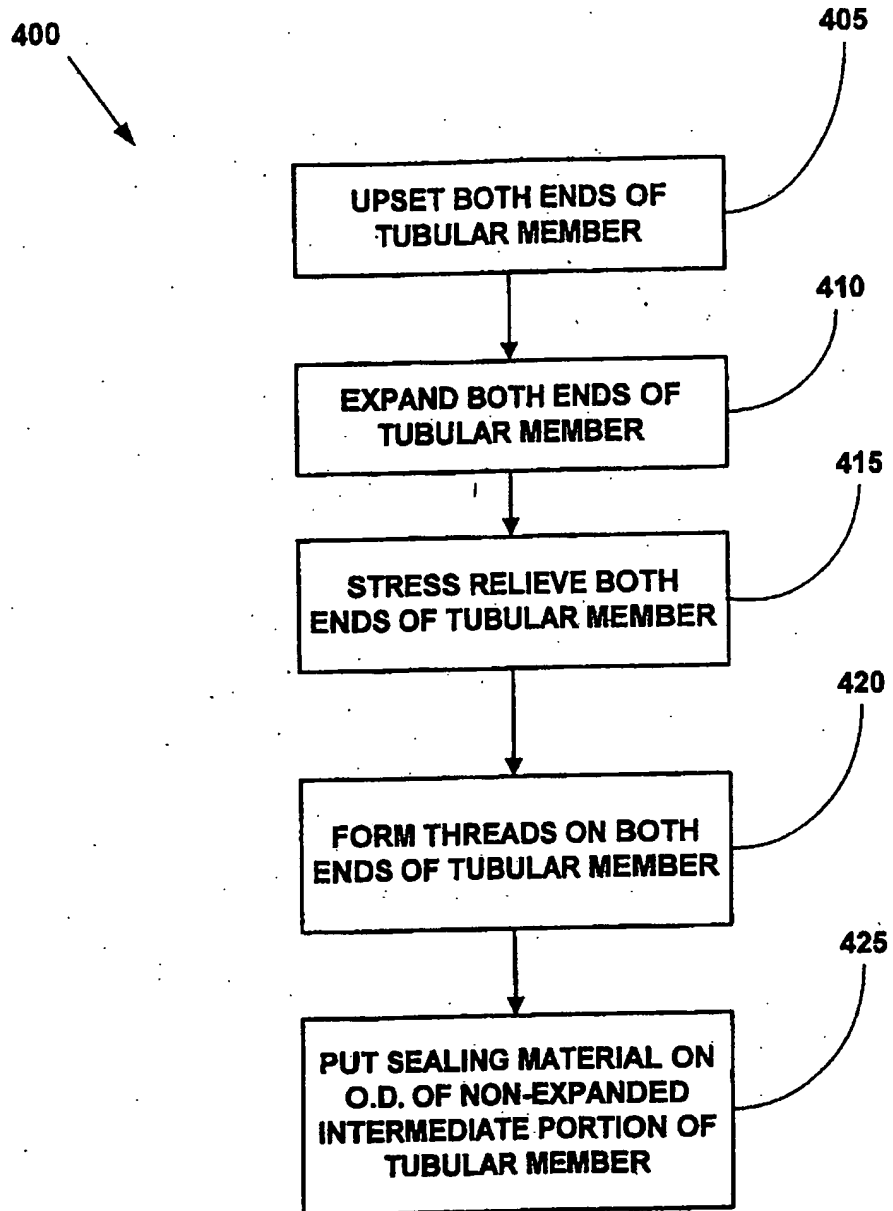 400
405
UPSET BOTH ENDS OF
TUBULAR MEMBER
410
EXPAND BOTH ENDS OF
TUBULAR MEMBER
415
STRESS RELIEVE BOTH
ENDS OF TUBULAR MEMBER
420
FORM THREADS ON BOTH
ENDS OF TUBULAR MEMBER
425
PUT SEALING MATERIAL ON
O.D. OF NON-EXPANDED
INTERMEDIATE PORTION OF
TUBULAR MEMBER